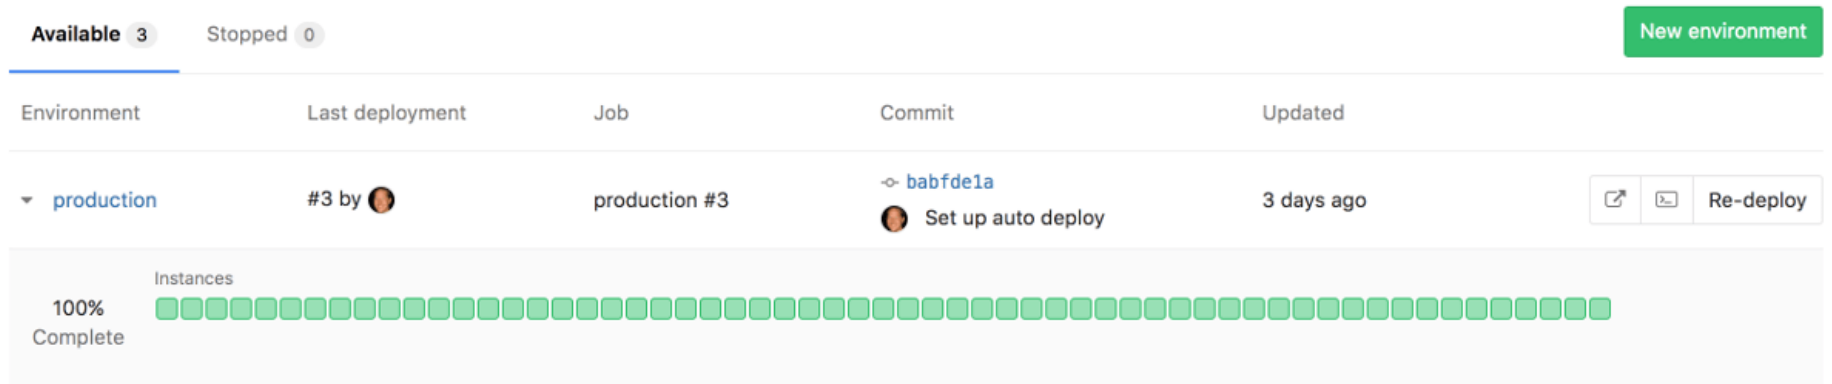 Available 3 Stopped 0 New environment
Environment Last deployment Job Commit Updated
production #3 by production #3 babfde1a 3 days ago Re-deploy
Set up auto deploy
Instances
100%
Complete